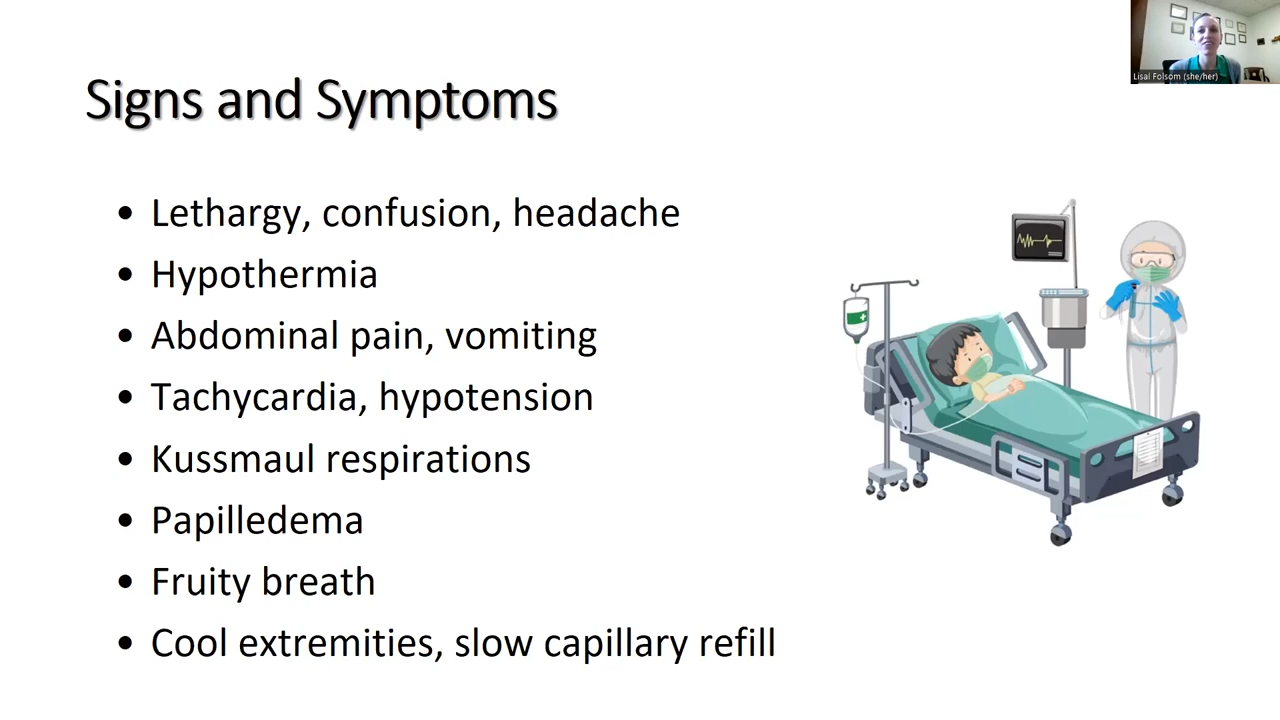 Lisal Folsom (she/her)
Signs and Symptoms
• Lethargy, confusion, headache
• Hypothermia
• Abdominal pain, vomiting
• Tachycardia, hypotension
• Kussmaul respirations
• Papilledema
• Fruity breath
• Cool extremities, slow capillary refill